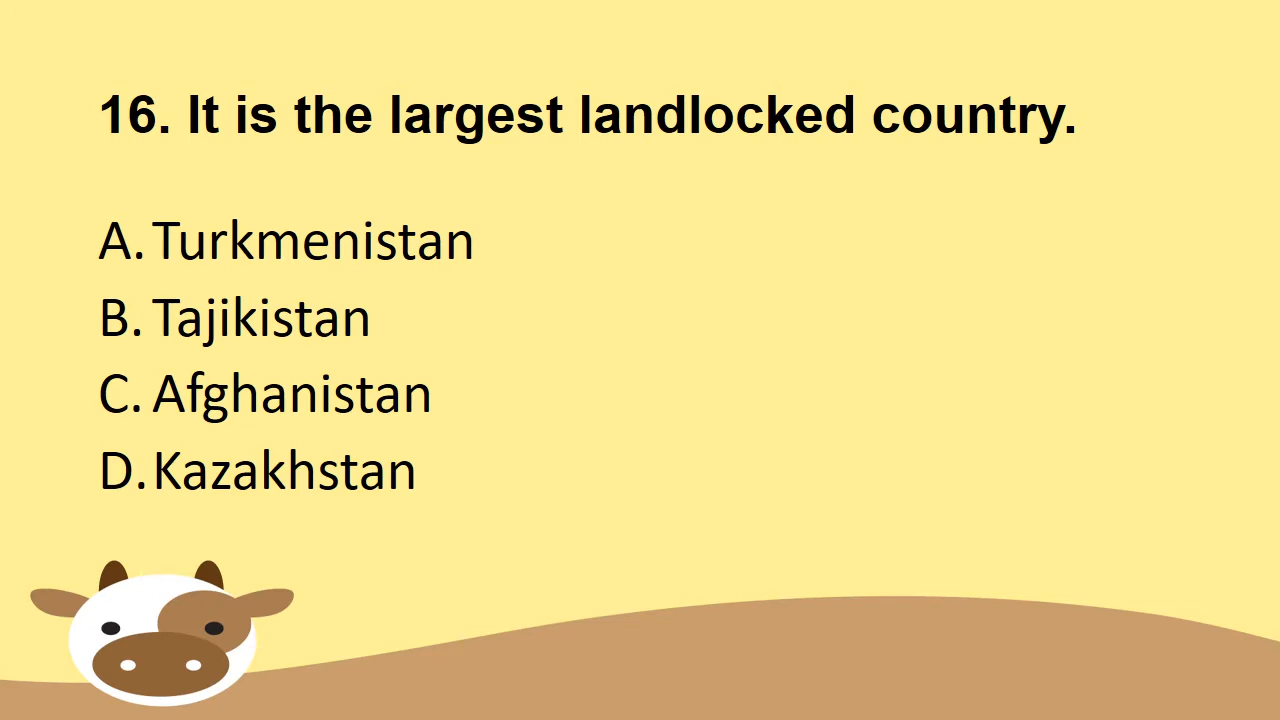 16. It is the largest landlocked country.
A. Turkmenistan
B. Tajikistan
C. Afghanistan
D. Kazakhstan